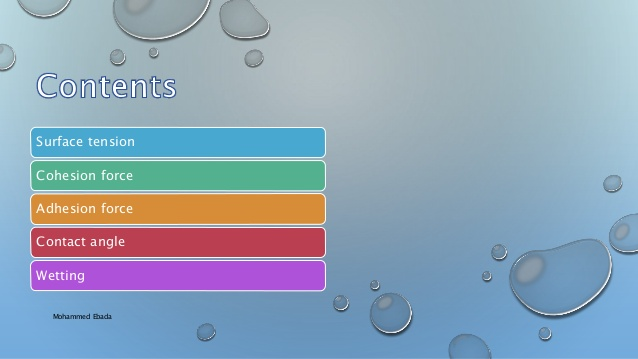 Contents
Surface tension
Cohesion force
Adhesion force
Contact angle
Wetting
Mohammed Ebada